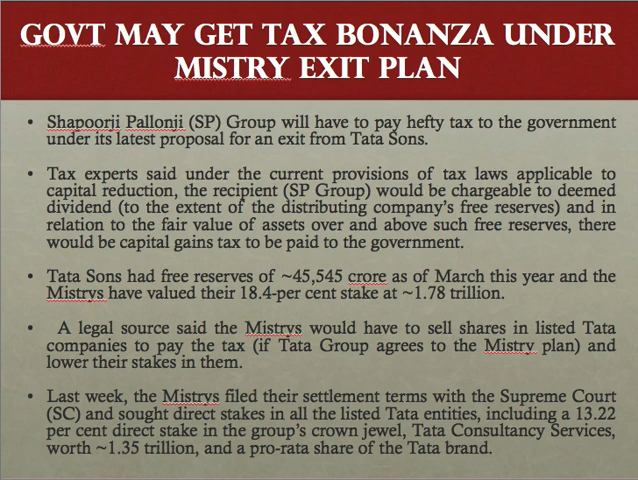 GOVT MAY GET TAX BONANZA UNDER
MISTRY EXIT PLAN
• Shapoorji Pallonji (SP) Group will have to pay hefty tax to the government
under its latest proposal for an exit from Tata Sons.
• Tax experts said under the current provisions of tax laws applicable to
capital reduction, the recipient (SP Group) would be chargeable to deemed
dividend (to the extent of the distributing company's free reserves) and in
relation to the fair value of assets over and above such free reserves, there
would be capital gains tax to be paid to the government.
• Tata Sons had free reserves of ~45,545 crore as of March this year and the
Mistrys have valued their 18.4-per cent stake at ~1.78 trillion.
• A legal source said the Mistrys would have to sell shares in listed Tata
companies to pay the tax (if Tata Group agrees to the Mistry plan) and
lower their stakes in them.
• Last week, the Mistrys filed their settlement terms with the Supreme Court
(SC) and sought direct stakes in all the listed Tata entities, including a 13.22
per cent direct stake in the group's crown jewel, Tata Consultancy Services,
worth ~1.35 trillion, and a pro-rata share of the Tata brand.